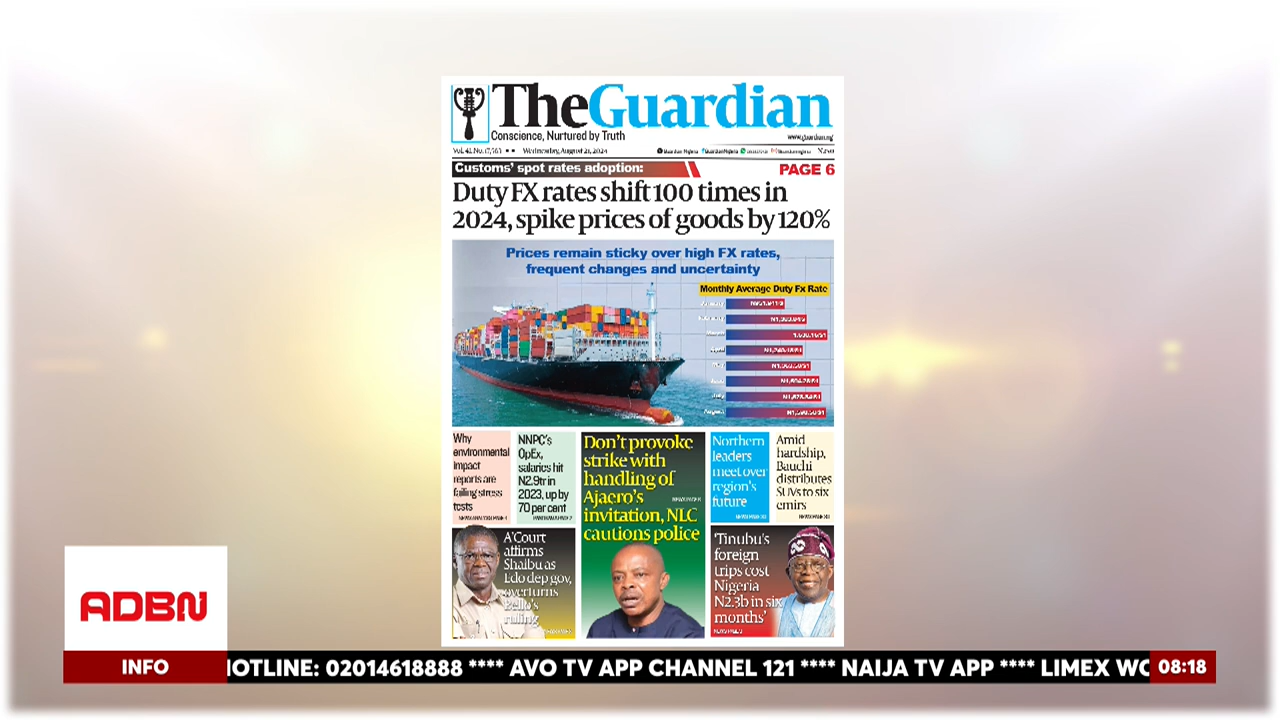 TheGuardian
Conscience, Nurtured by Truth
www.guardian.ng
Wednesday, August 21, 2024
Customs' spot rates adoption:
PAGE 6
Duty FX rates shift 100 times in
2024, spike prices of goods by 120%
Prices remain sticky over high FX rates,
frequent changes and uncertainty
Monthly Average Duty Fx Rate
Why
environmental
impact
reports are
failing stress
tests
NNPC's
OpEx,
salaries hit
N2.9tr in
2023, up by
70 per cent
Don't provoke
strike with
handling of
Ajaero's
invitation, NLC
cautions police
Northern
leaders
meet over
region's
future
Amid
hardship,
Bauchi
distributes
SUVs to six
emirs
A'Court
affirms
Shaibu as
Edo dep gov,
overturns
Bello's
ruling
'Tinubu's
foreign
trips cost
Nigeria
N2.3b in six
months'
ADBN
INFO
HOTLINE: 02014618888 **** AVO TV APP CHANNEL 121 **** NAIJA TV APP **** LIMEX WO
08:18